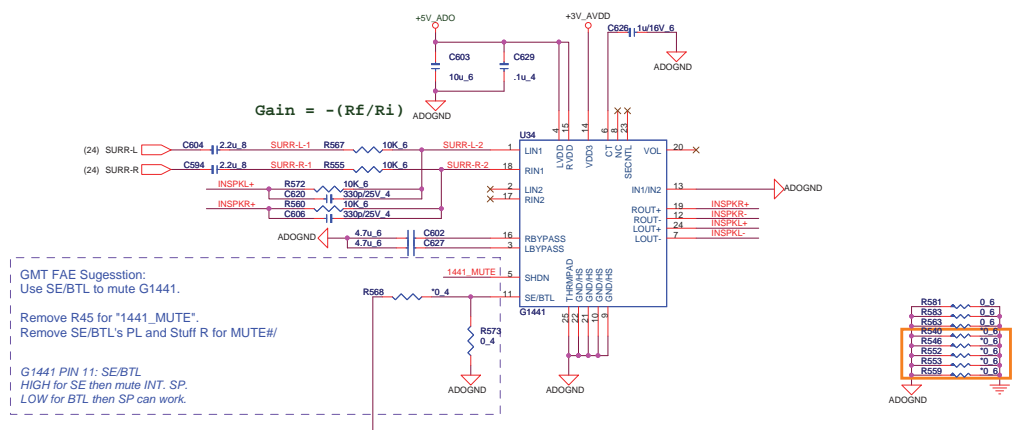 +5V_ADO
+3V_AVDD
C626 1u/16V_6
ADOGND
C603
10u_6
C629
.1u_4
ADOGND
Gain = -(Rf/Ri)
4
15
14
6
8
23
U34
LVDD
RVDD
VDD3
CT
NC
SECNTL
(24) SURR-L C604 2.2u_8 SURR-L-1 R567 10K_6 SURR-L-2 1 LIN1 VOL 20
(24) SURR-R C594 2.2u_8 SURR-R-1 R555 10K_6 SURR-R-2 18 RIN1
INSPKL+ R572 10K_6 2 LIN2 IN1/IN2 13 ADOGND
C620 330p/25V_4 17 RIN2
INSPKR+ R560 10K_6 ROUT+ 19 INSPKR+
C606 330p/25V_4 ROUT- 12 INSPKR-
LOUT+ 24 INSPKL+
ADOGND 4.7u_6 C602 16 RBYPASS LOUT- 7 INSPKL-
4.7u_6 C627 3 LBYPASS
GMT FAE Sugesstion:
Use SE/BTL to mute G1441.
Remove R45 for "1441_MUTE".
Remove SE/BTL's PL and Stuff R for MUTE#/
G1441 PIN 11: SE/BTL
HIGH for SE then mute INT. SP.
LOW for BTL then SP can work.
1441_MUTE 5 SHDN
R568 *0_4 11 SE/BTL
G1441
THRMPAD
GND/HS
GND/HS
GND/HS
GND/HS
25
22
21
10
9
R573
0_4
ADOGND
ADOGND
R581 0_6
R583 0_6
R563 0_6
R540 *0_6
R546 *0_6
R552 *0_6
R553 *0_6
R559 *0_6
ADOGND